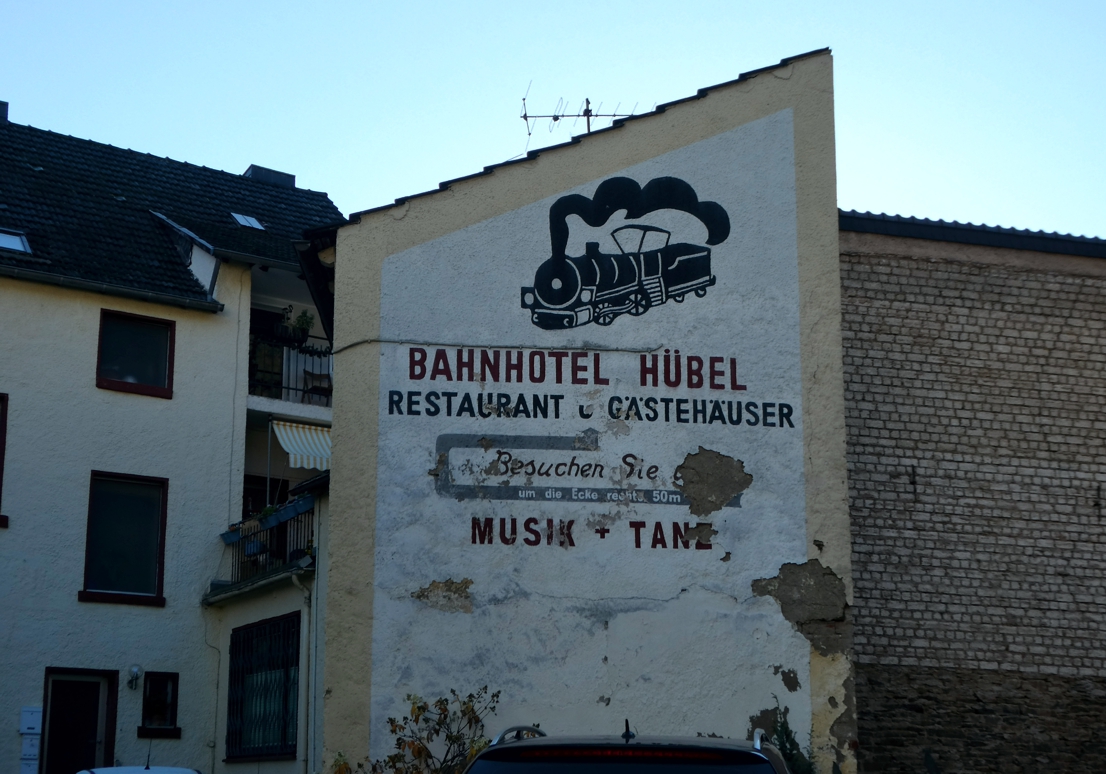 BAHNHOTEL HÜBEL
RESTAURANT & GÄSTEHÄUSER
Besuchen Sie
um die Ecke rechts 50m
MUSIK + TANZ